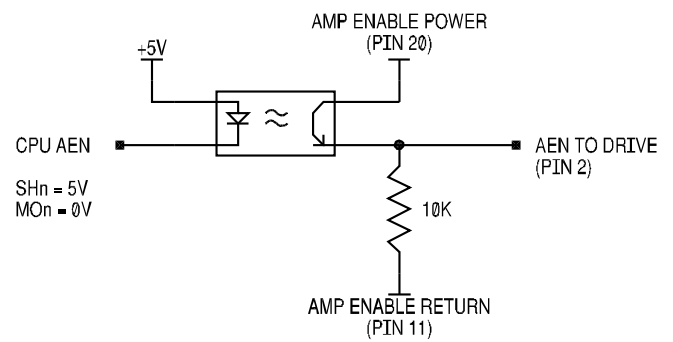 AMP ENABLE POWER
(PIN 20)
+5V
CPU AEN
AEN TO DRIVE
(PIN 2)
SHn = 5V
MOn = 0V
10K
AMP ENABLE RETURN
(PIN 11)